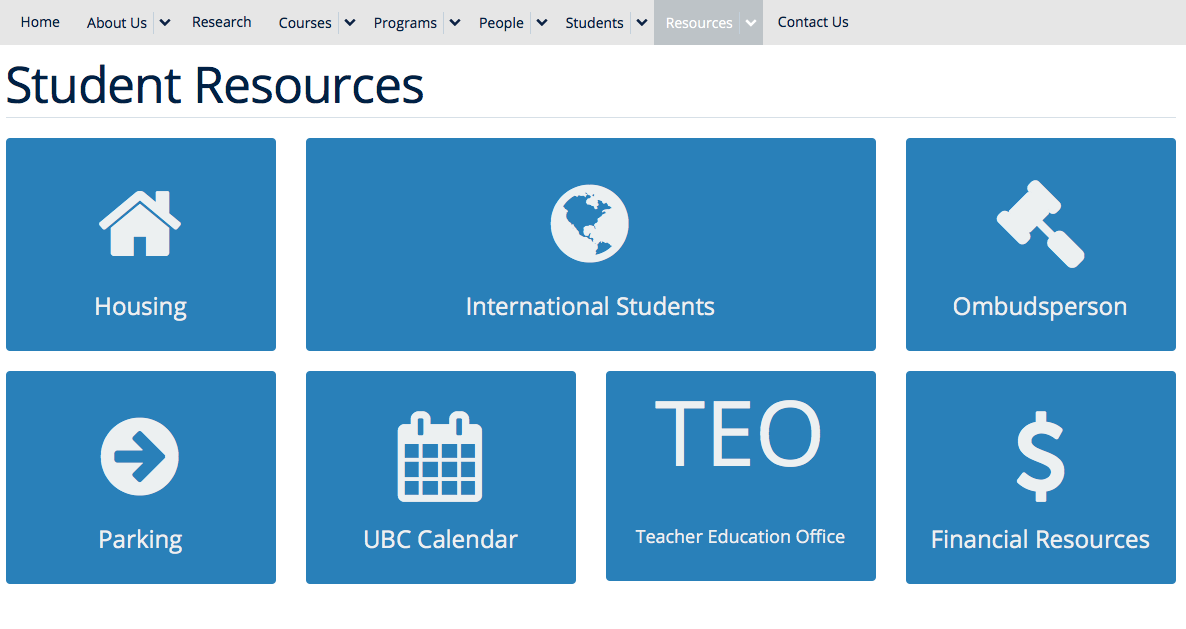 Home About Us Research Courses Programs People Students Resources Contact Us
Student Resources
Housing
International Students
Ombudsperson
Parking
UBC Calendar
TEO
Teacher Education Office
$
Financial Resources